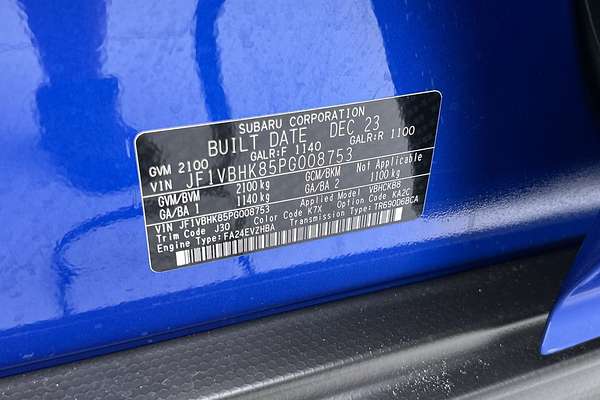 SUBARU CORPORATION
BUILT DATE DEC 23
GVM 2100 GALR:F 1140 GALR:R 1100
VIN JF1VBHK85PG008753
GVM/BVM 2100 kg GCM/BKM Not Applicable
GA/BA 1 1140 kg GA/BA 2 1100 kg
VIN JF1VBHK85PG008753 Applied Model VBHCKB8
Trim Code J30 Color Code K7X Option Code KA2C
Engine Type: FA24EVZHBA Transmission Type: TR690D6BCA